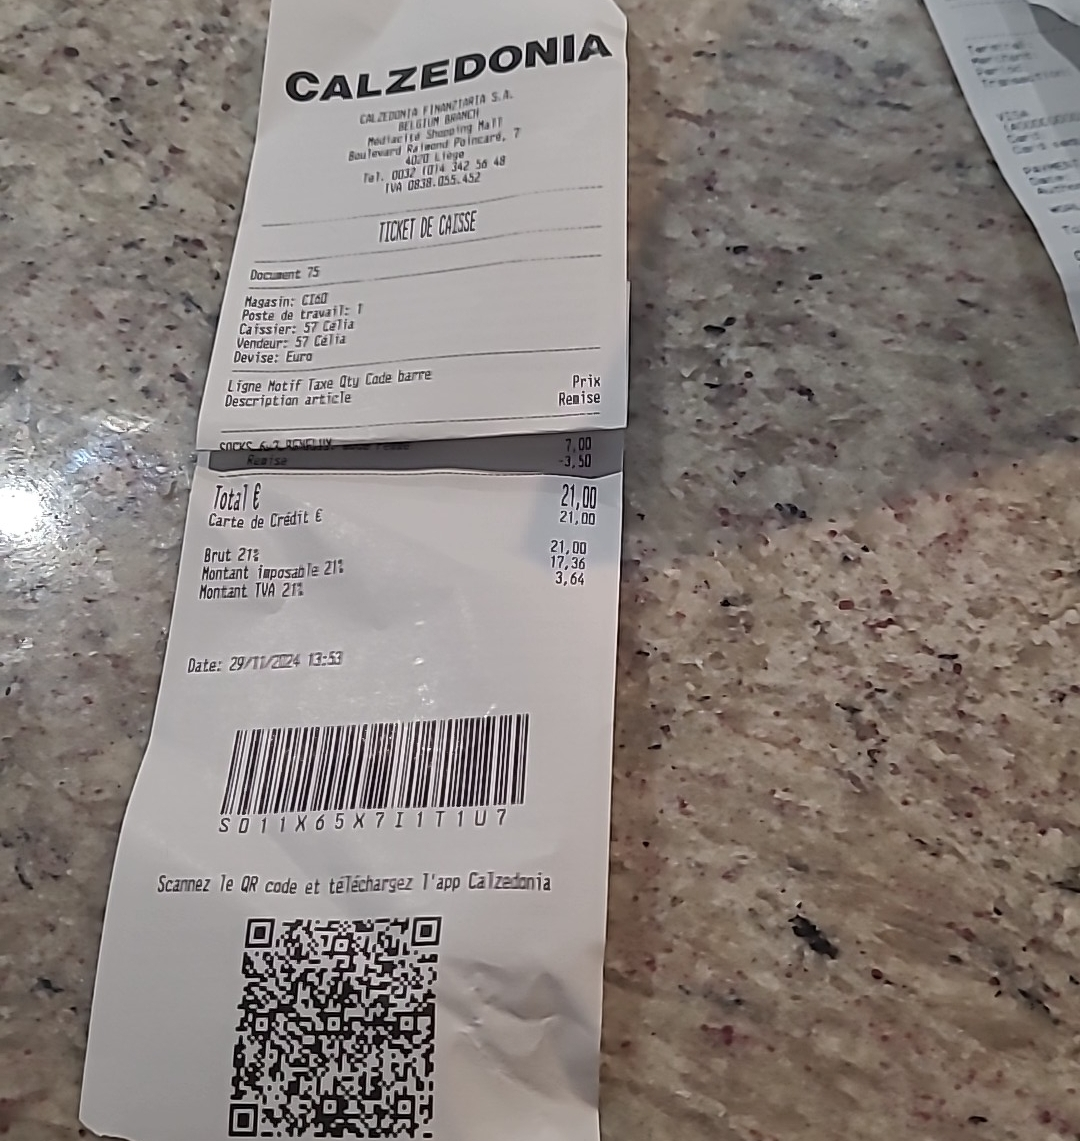 CALZEDONIA
CALZEDONIA FINANZIARIA S.A.
BELGIUM BRANCH
Médiacité Shopping Mall
Boulevard Raimond Poincaré, 7
4020 Liège
Tel. 0032 (0)4 342 56 48
IVA 0838.055.452
TICKET DE CAISSE
Document 75
Magasin: CI60
Poste de travail: 1
Caissier: 57 Célia
Vendeur: 57 Célia
Devise: Euro
Ligne Motif Taxe Qty Code barre Prix
Description article Remise
SOCKS 7,00
Remise -3,50
Total € 21,00
Carte de Crédit € 21,00
Brut 21% 21,00
Montant imposable 21% 17,36
Montant TVA 21% 3,64
Date: 29/11/2024 13:53
S011X65X7I1T1U7
Scannez le QR code et téléchargez l'app Calzedonia
VISA